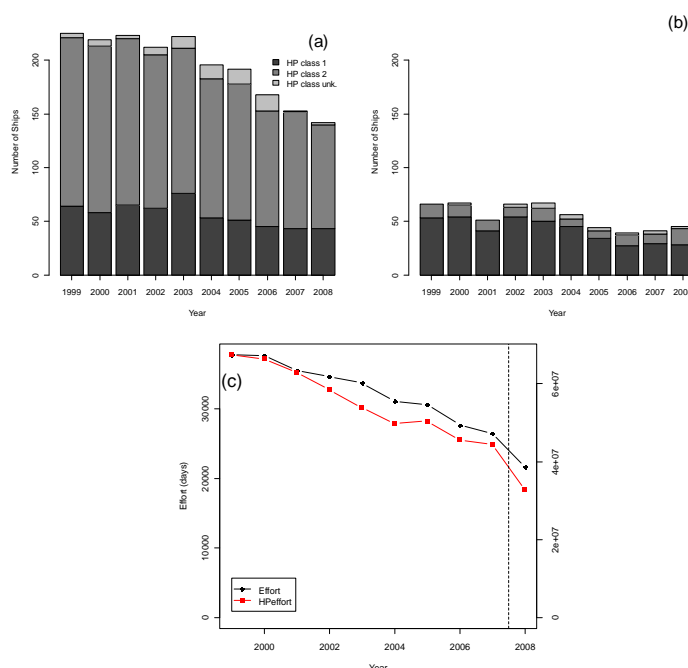 (a)
HP class 1
HP class 2
HP class unk.
Number of Ships
0 50 100 150 200
1999 2000 2001 2002 2003 2004 2005 2006 2007 2008
Year
(b)
Number of Ships
0 50 100 150 200
1999 2000 2001 2002 2003 2004 2005 2006 2007 200
Year
(c)
Effort (days)
0 10000 20000 30000
0 2e+07 4e+07 6e+07
Effort
HPeffort
2000 2002 2004 2006 2008
Year